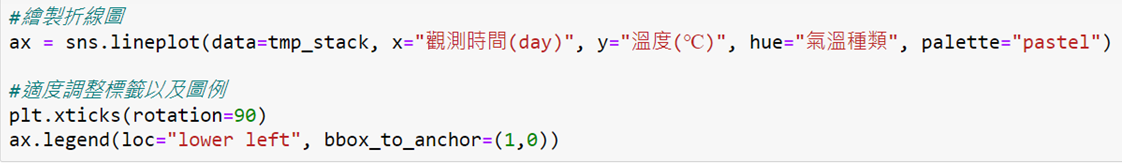 #繪製折線圖
ax = sns.lineplot(data=tmp_stack, x="觀測時間(day)", y="溫度(℃)", hue="氣溫種類", palette="pastel")
#適度調整標籤以及圖例
plt.xticks(rotation=90)
ax.legend(loc="lower left", bbox_to_anchor=(1,0))